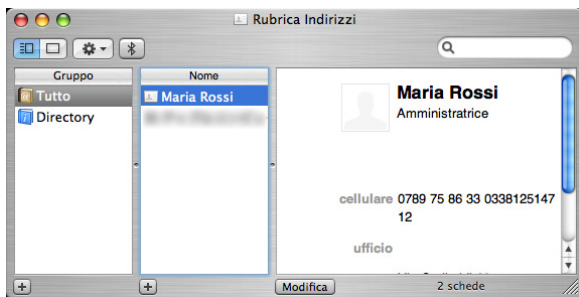 Rubrica Indirizzi
Gruppo
Nome
Tutto
Directory
Maria Rossi
Maria Rossi
Amministratrice
cellulare 0789 75 86 33 0338125147
12
ufficio
Modifica
2 schede